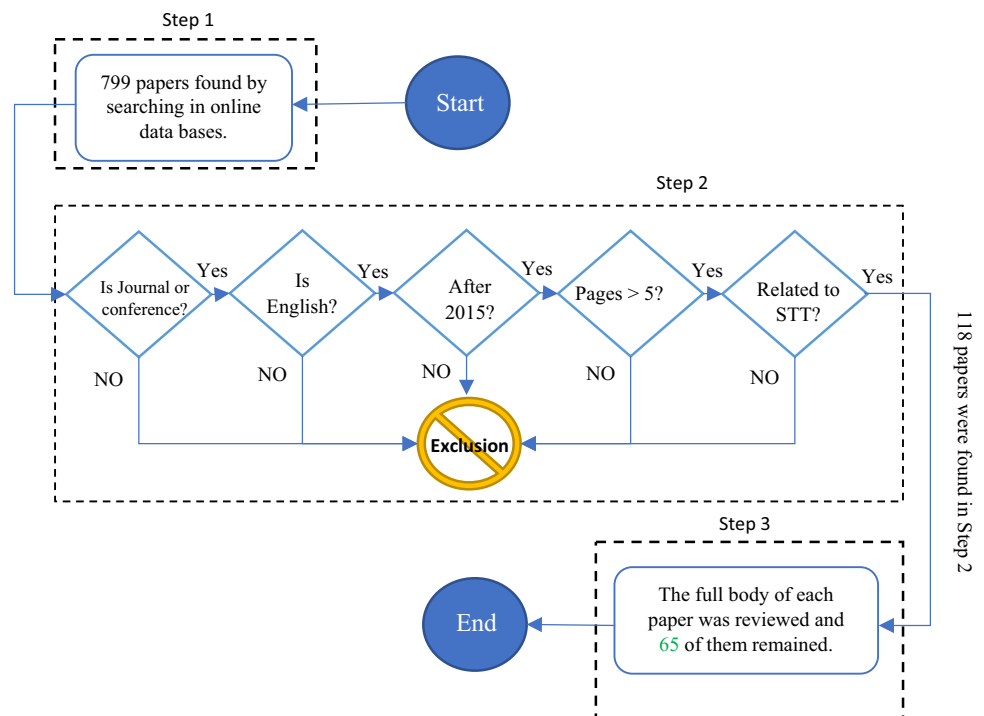 Step 1
799 papers found by
searching in online
data bases.
Start
Step 2
Is Journal or
conference?
Yes
Is
English?
Yes
After
2015?
Yes
Pages > 5?
Yes
Related to
STT?
Yes
NO
NO
NO
NO
NO
Exclusion
118 papers were found in Step 2
Step 3
The full body of each
paper was reviewed and
65 of them remained.
End